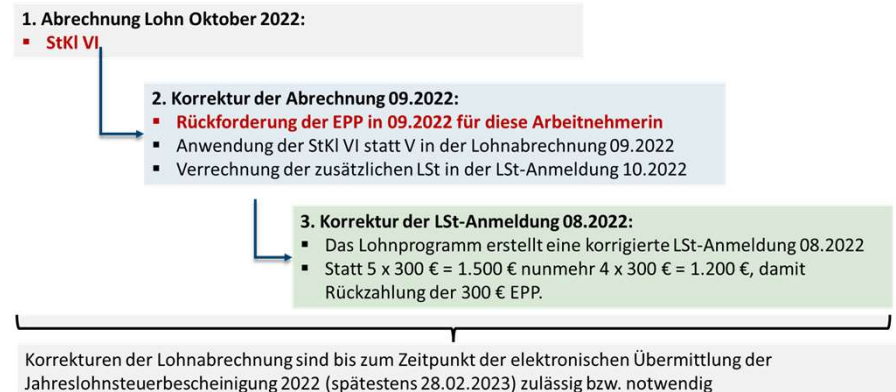 1. Abrechnung Lohn Oktober 2022:
▪ StKl VI
2. Korrektur der Abrechnung 09.2022:
▪ Rückforderung der EPP in 09.2022 für diese Arbeitnehmerin
▪ Anwendung der StKl VI statt V in der Lohnabrechnung 09.2022
▪ Verrechnung der zusätzlichen LSt in der LSt-Anmeldung 10.2022
3. Korrektur der LSt-Anmeldung 08.2022:
▪ Das Lohnprogramm erstellt eine korrigierte LSt-Anmeldung 08.2022
▪ Statt 5 x 300 € = 1.500 € nunmehr 4 x 300 € = 1.200 €, damit
Rückzahlung der 300 € EPP.
Korrekturen der Lohnabrechnung sind bis zum Zeitpunkt der elektronischen Übermittlung der
Jahreslohnsteuerbescheinigung 2022 (spätestens 28.02.2023) zulässig bzw. notwendig